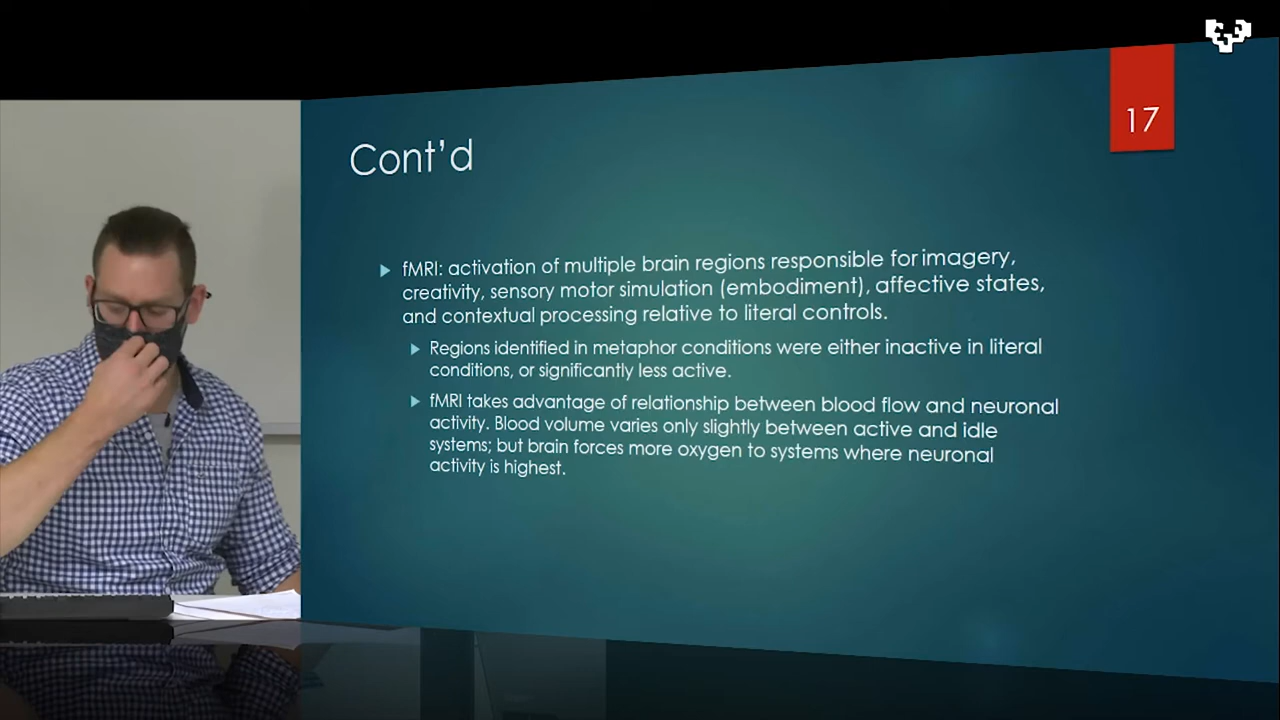 17
Cont'd
fMRI: activation of multiple brain regions responsible for imagery,
creativity, sensory motor simulation (embodiment), affective states,
and contextual processing relative to literal controls.
Regions identified in metaphor conditions were either inactive in literal
conditions, or significantly less active.
fMRI takes advantage of relationship between blood flow and neuronal
activity. Blood volume varies only slightly between active and idle
systems; but brain forces more oxygen to systems where neuronal
activity is highest.